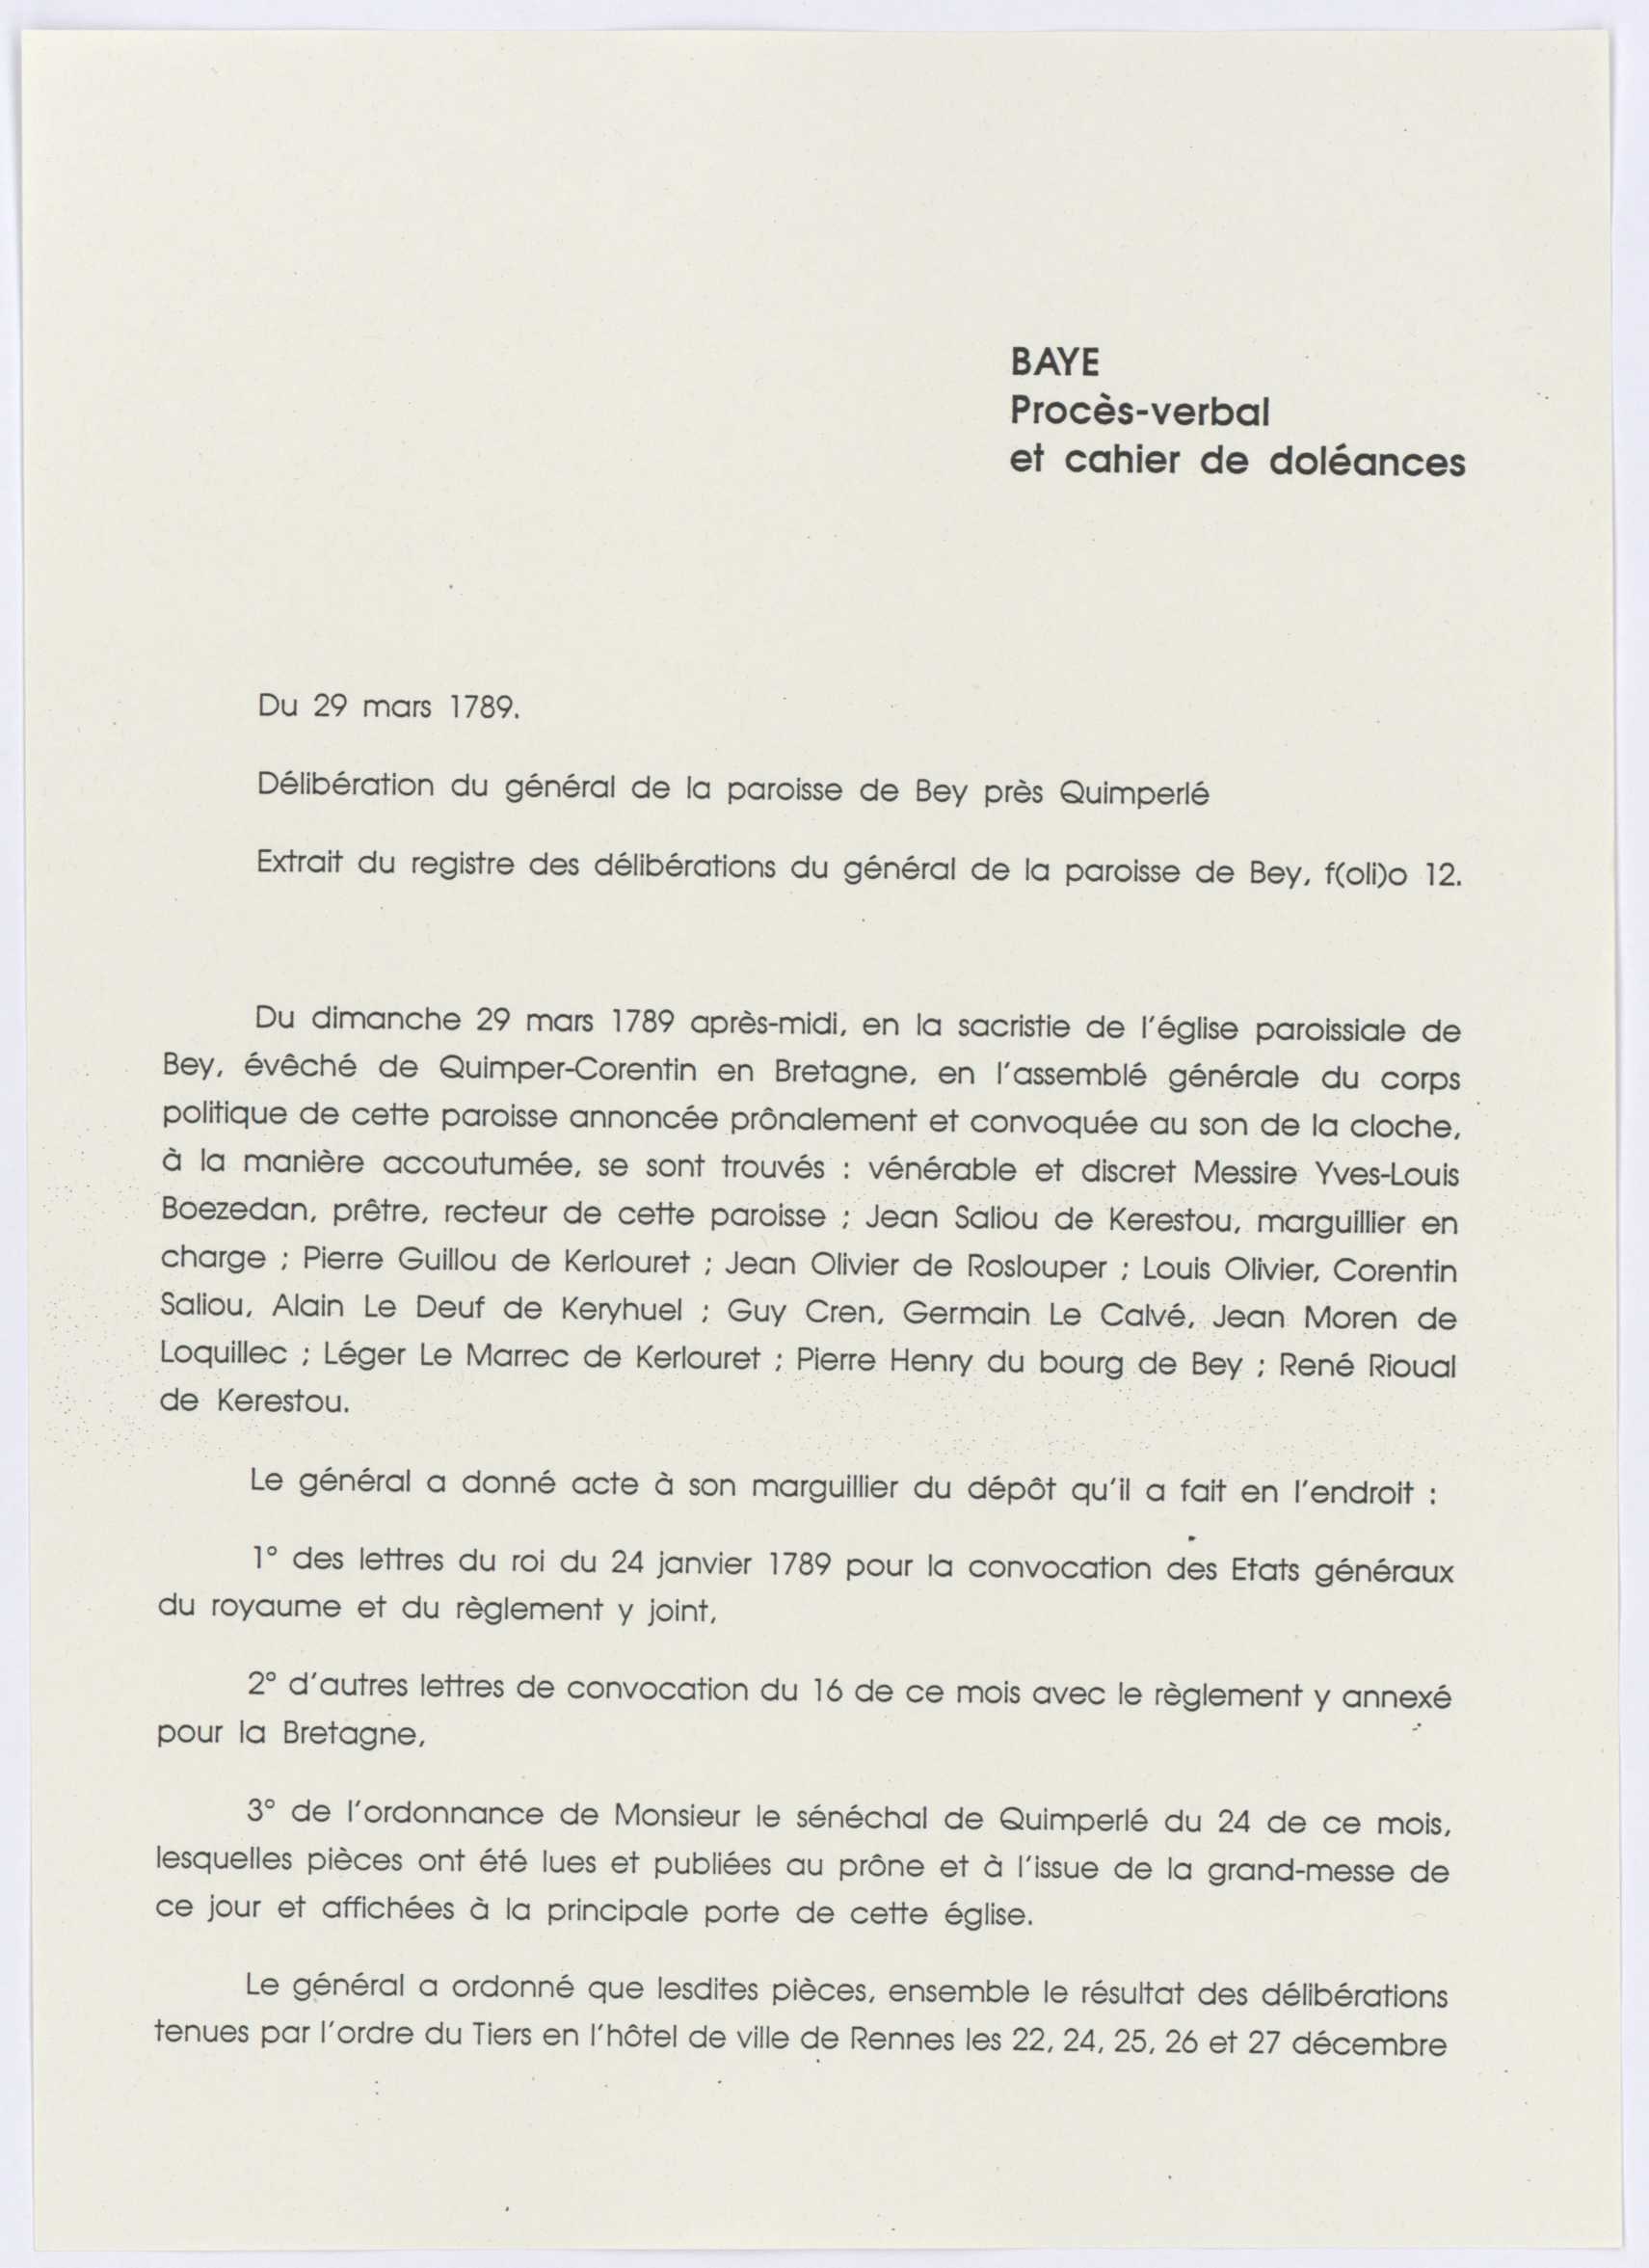 BAYE
Procès-verbal
et cahier de doléances
Du 29 mars 1789.
Délibération du général de la paroisse de Bey près Quimperlé
Extrait du registre des délibérations du général de la paroisse de Bey, f(oli)o 12.
Du dimanche 29 mars 1789 après-midi, en la sacristie de l'église paroissiale de
Bey, évêché de Quimper-Corentin en Bretagne, en l'assemblé générale du corps
politique de cette paroisse annoncée prônalement et convoquée au son de la cloche,
à la manière accoutumée, se sont trouvés : vénérable et discret Messire Yves-Louis
Boezedan, prêtre, recteur de cette paroisse ; Jean Saliou de Kerestou, marguillier en
charge ; Pierre Guillou de Kerlouret ; Jean Olivier de Roslouper ; Louis Olivier, Corentin
Saliou, Alain Le Deuf de Keryhuel ; Guy Cren, Germain Le Calvé, Jean Moren de
Loquillec ; Léger Le Marrec de Kerlouret ; Pierre Henry du bourg de Bey ; René Rioual
de Kerestou.
Le général a donné acte à son marguillier du dépôt qu'il a fait en l'endroit :
1° des lettres du roi du 24 janvier 1789 pour la convocation des Etats généraux
du royaume et du règlement y joint,
2° d'autres lettres de convocation du 16 de ce mois avec le règlement y annexé
pour la Bretagne,
3° de l'ordonnance de Monsieur le sénéchal de Quimperlé du 24 de ce mois,
lesquelles pièces ont été lues et publiées au prône et à l'issue de la grand-messe de
ce jour et affichées à la principale porte de cette église.
Le général a ordonné que lesdites pièces, ensemble le résultat des délibérations
tenues par l'ordre du Tiers en l'hôtel de ville de Rennes les 22, 24, 25, 26 et 27 décembre